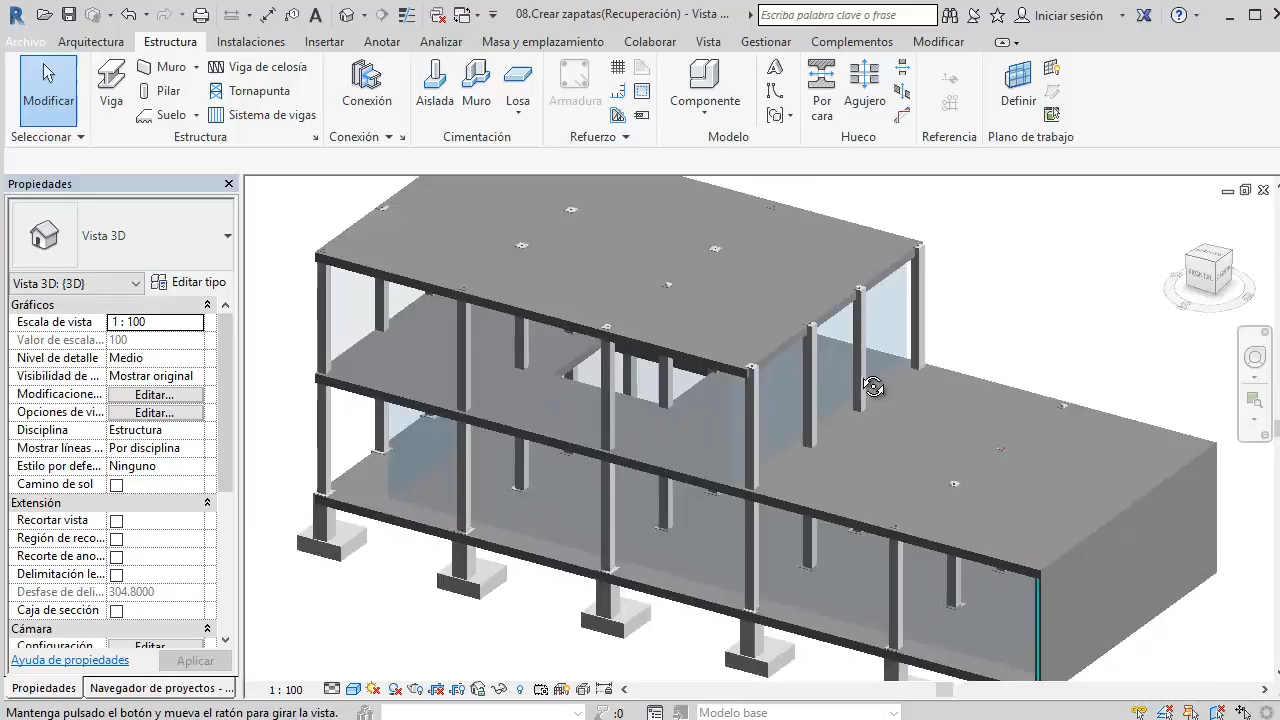 08.Crear zapatas(Recuperación) - Vista ...
Escriba palabra clave o frase
Iniciar sesión
Archivo Arquitectura Estructura Instalaciones Insertar Anotar Analizar Masa y emplazamiento Colaborar Vista Gestionar Complementos Modificar
Modificar
Viga
Muro
Pilar
Suelo
Viga de celosía
Tornapunta
Sistema de vigas
Conexión
Aislada
Muro
Losa
Armadura
Componente
Por cara
Agujero
Definir
Seleccionar
Estructura
Conexión
Cimentación
Refuerzo
Modelo
Hueco
Referencia
Plano de trabajo
Propiedades
Vista 3D
Vista 3D: {3D}
Editar tipo
Gráficos
Escala de vista 1 : 100
Valor de escala... 100
Nivel de detalle Medio
Visibilidad de ... Mostrar original
Modificacione... Editar...
Opciones de vi... Editar...
Disciplina Estructura
Mostrar líneas ... Por disciplina
Estilo por defe... Ninguno
Camino de sol
Extensión
Recortar vista
Región de reco...
Recorte de ano...
Delimitación le...
Desfase de deli... 304.8000
Caja de sección
Cámara
Configuración Editar
Ayuda de propiedades
Aplicar
Propiedades
Navegador de proyectos - ...
1 : 100
FRONTAL
Mantenga pulsado el botón y mueva el ratón para girar la vista.
:0
Modelo base